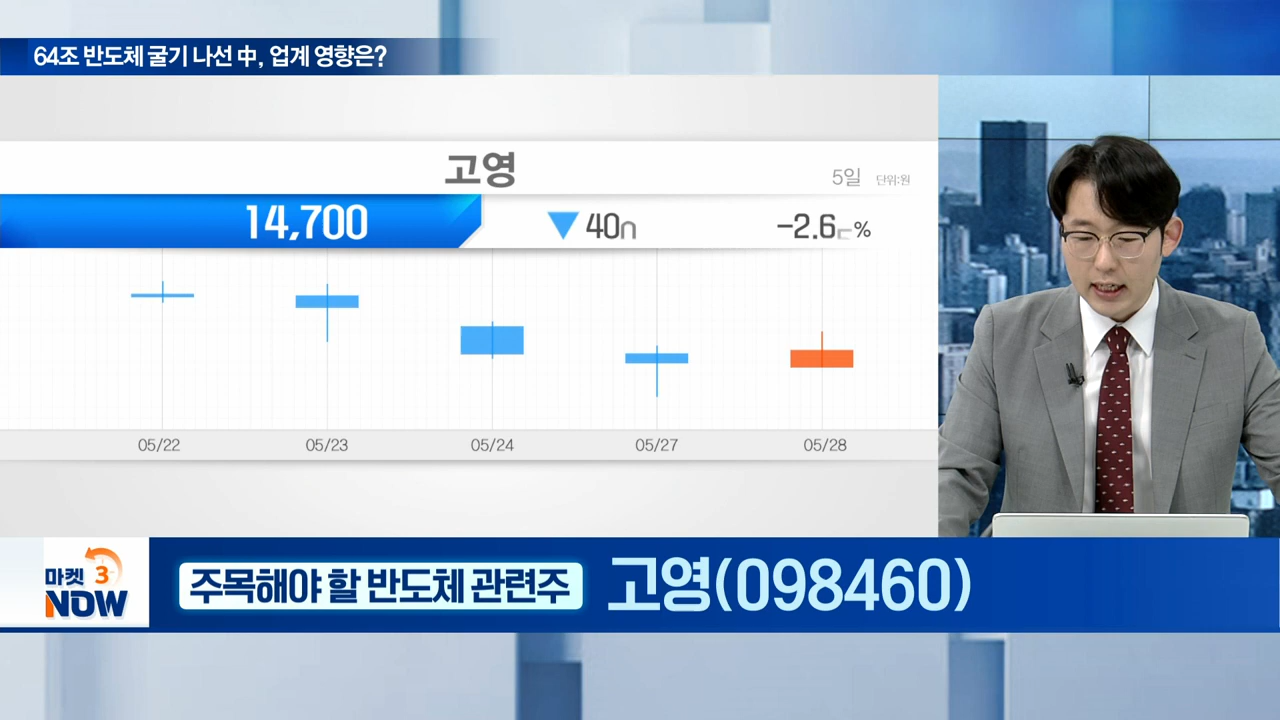 64조 반도체 굴기 나선 中, 업계 영향은?
고영
5일 단위:원
14,700 ▼ 40 -2.6 %
05/22 05/23 05/24 05/27 05/28
마켓 3
NOW
주목해야 할 반도체 관련주 고영(098460)